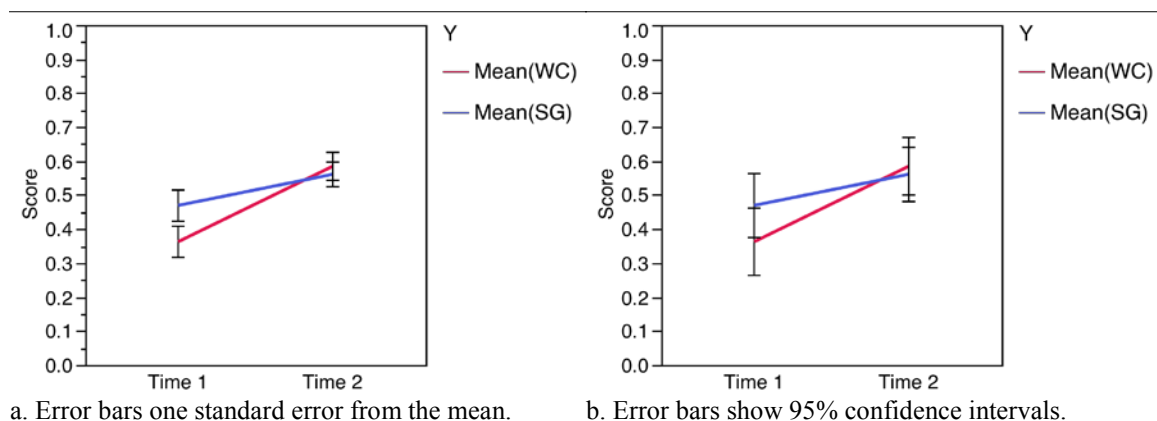 1.0
0.9
0.8
0.7
0.6
0.5
0.4
0.3
0.2
0.1
0.0
Score
Time 1 Time 2
Y
Mean(WC)
Mean(SG)
a. Error bars one standard error from the mean.
1.0
0.9
0.8
0.7
0.6
0.5
0.4
0.3
0.2
0.1
0.0
Score
Time 1 Time 2
Y
Mean(WC)
Mean(SG)
b. Error bars show 95% confidence intervals.